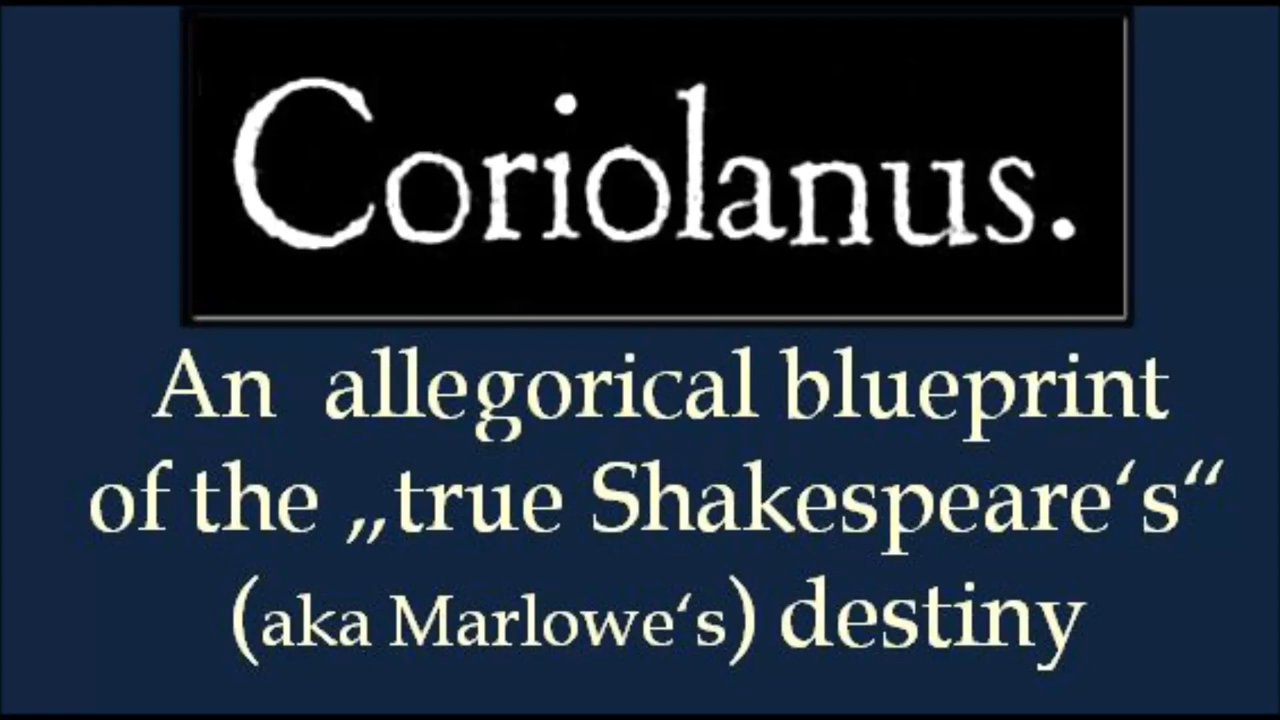 Coriolanus.
An allegorical blueprint
of the „true Shakespeare‘s“
(aka Marlowe‘s) destiny